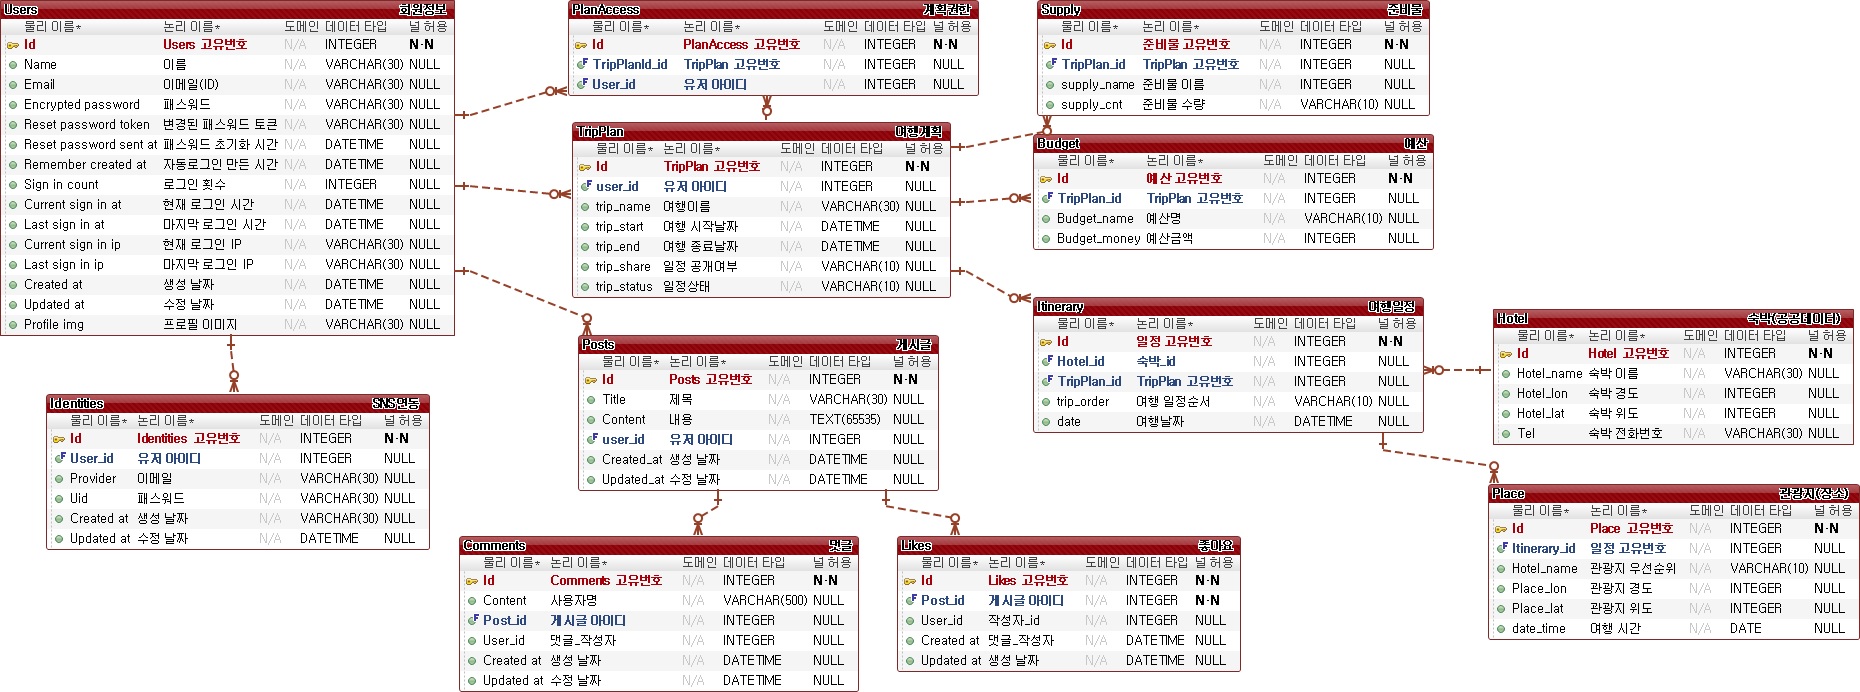 Users 회원정보
물리 이름* 논리 이름* 도메인 데이터 타입 널 허용
Id Users 고유번호 N/A INTEGER N-N
Name 이름 N/A VARCHAR(30) NULL
Email 이메일(ID) N/A VARCHAR(30) NULL
Encrypted password 패스워드 N/A VARCHAR(30) NULL
Reset password token 변경된 패스워드 토큰 N/A VARCHAR(30) NULL
Reset password sent at 패스워드 초기화 시간 N/A DATETIME NULL
Remember created at 자동로그인 만든 시간 N/A DATETIME NULL
Sign in count 로그인 횟수 N/A INTEGER NULL
Current sign in at 현재 로그인 시간 N/A DATETIME NULL
Last sign in at 마지막 로그인 시간 N/A DATETIME NULL
Current sign in ip 현재 로그인 IP N/A VARCHAR(30) NULL
Last sign in ip 마지막 로그인 IP N/A VARCHAR(30) NULL
Created at 생성 날짜 N/A DATETIME NULL
Updated at 수정 날짜 N/A DATETIME NULL
Profile img 프로필 이미지 N/A VARCHAR(30) NULL
PlanAccess 계획권한
물리 이름* 논리 이름* 도메인 데이터 타입 널 허용
Id PlanAccess 고유번호 N/A INTEGER N-N
TripPlanId_id TripPlan 고유번호 N/A INTEGER NULL
User_id 유저 아이디 N/A INTEGER NULL
Supply 준비물
물리 이름* 논리 이름* 도메인 데이터 타입 널 허용
Id 준비물 고유번호 N/A INTEGER N-N
TripPlan_id TripPlan 고유번호 N/A INTEGER NULL
supply_name 준비물 이름 N/A INTEGER NULL
supply_cnt 준비물 수량 N/A VARCHAR(10) NULL
TripPlan 여행계획
물리 이름* 논리 이름* 도메인 데이터 타입 널 허용
Id TripPlan 고유번호 N/A INTEGER N-N
user_id 유저 아이디 N/A INTEGER NULL
trip_name 여행이름 N/A VARCHAR(30) NULL
trip_start 여행 시작날짜 N/A DATETIME NULL
trip_end 여행 종료날짜 N/A DATETIME NULL
trip_share 일정 공개여부 N/A VARCHAR(10) NULL
trip_status 일정상태 N/A VARCHAR(10) NULL
Budget 예산
물리 이름* 논리 이름* 도메인 데이터 타입 널 허용
Id 예산 고유번호 N/A INTEGER N-N
TripPlan_id TripPlan 고유번호 N/A INTEGER NULL
Budget_name 예산명 N/A VARCHAR(10) NULL
Budget_money 예산금액 N/A INTEGER NULL
Itinerary 여행일정
물리 이름* 논리 이름* 도메인 데이터 타입 널 허용
Id 일정 고유번호 N/A INTEGER N-N
Hotel_id 숙박_id N/A INTEGER NULL
TripPlan_id TripPlan 고유번호 N/A INTEGER NULL
trip_order 여행 일정순서 N/A VARCHAR(10) NULL
date 여행날짜 N/A DATETIME NULL
Hotel 숙박(공공데이터)
물리 이름* 논리 이름* 도메인 데이터 타입 널 허용
Id Hotel 고유번호 N/A INTEGER N-N
Hotel_name 숙박 이름 N/A VARCHAR(30) NULL
Hotel_lon 숙박 경도 N/A INTEGER NULL
Hotel_lat 숙박 위도 N/A INTEGER NULL
Tel 숙박 전화번호 N/A VARCHAR(30) NULL
Posts 게시글
물리 이름* 논리 이름* 도메인 데이터 타입 널 허용
Id Posts 고유번호 N/A INTEGER N-N
Title 제목 N/A VARCHAR(30) NULL
Content 내용 N/A TEXT(65535) NULL
user_id 유저 아이디 N/A INTEGER NULL
Created_at 생성 날짜 N/A DATETIME NULL
Updated_at 수정 날짜 N/A DATETIME NULL
Identities SNS연동
물리 이름* 논리 이름* 도메인 데이터 타입 널 허용
Id Identities 고유번호 N/A INTEGER N-N
User_id 유저 아이디 N/A INTEGER NULL
Provider 이메일 N/A VARCHAR(30) NULL
Uid 패스워드 N/A VARCHAR(30) NULL
Created at 생성 날짜 N/A VARCHAR(30) NULL
Updated at 수정 날짜 N/A DATETIME NULL
Place 관광지(장소)
물리 이름* 논리 이름* 도메인 데이터 타입 널 허용
Id Place 고유번호 N/A INTEGER N-N
Itinerary_id 일정 고유번호 N/A INTEGER NULL
Hotel_name 관광지 우선순위 N/A VARCHAR(10) NULL
Place_lon 관광지 경도 N/A INTEGER NULL
Place_lat 관광지 위도 N/A INTEGER NULL
date_time 여행 시간 N/A DATE NULL
Comments 댓글
물리 이름* 논리 이름* 도메인 데이터 타입 널 허용
Id Comments 고유번호 N/A INTEGER N-N
Content 사용자명 N/A VARCHAR(500) NULL
Post_id 게시글 아이디 N/A INTEGER NULL
User_id 댓글_작성자 N/A INTEGER NULL
Created at 생성 날짜 N/A DATETIME NULL
Updated at 수정 날짜 N/A DATETIME NULL
Likes 좋아요
물리 이름* 논리 이름* 도메인 데이터 타입 널 허용
Id Likes 고유번호 N/A INTEGER N-N
Post_id 게시글 아이디 N/A INTEGER N-N
User_id 작성자_id N/A INTEGER NULL
Created at 댓글_작성자 N/A DATETIME NULL
Updated at 생성 날짜 N/A DATETIME NULL